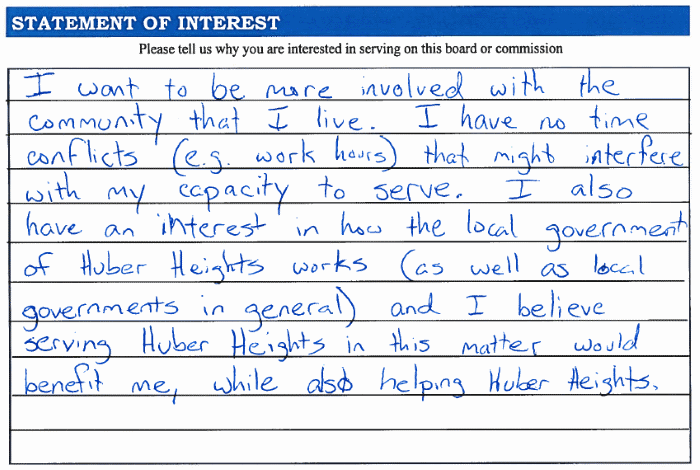 STATEMENT OF INTEREST
Please tell us why you are interested in serving on this board or commission
I want to be more involved with the
community that I live. I have no time
conflicts (e.g. work hours) that might interfere
with my capacity to serve. I also
have an interest in how the local government
of Huber Heights works (as well as local
governments in general) and I believe
serving Huber Heights in this matter would
benefit me, while also helping Huber Heights.